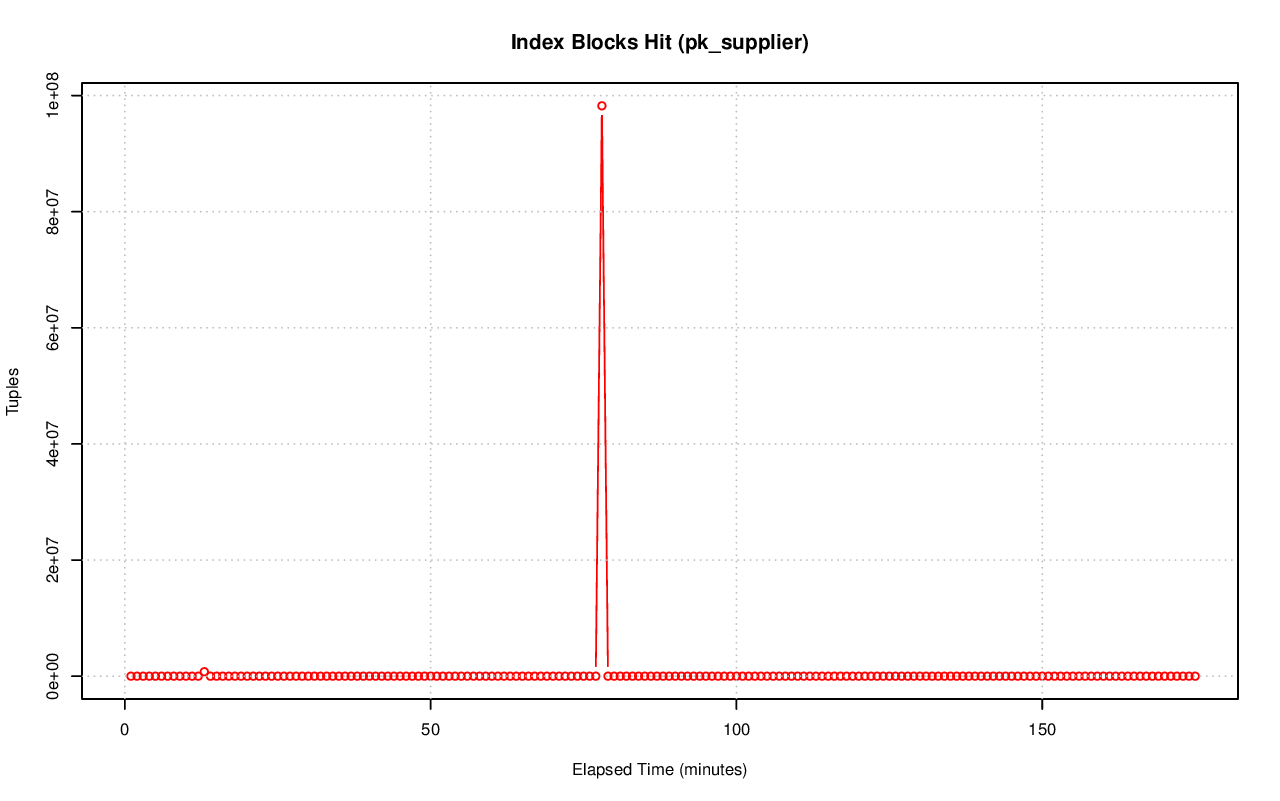 Index Blocks Hit (pk_supplier)
1e+08
8e+07
6e+07
4e+07
2e+07
0e+00
Tuples
0 50 100 150
Elapsed Time (minutes)